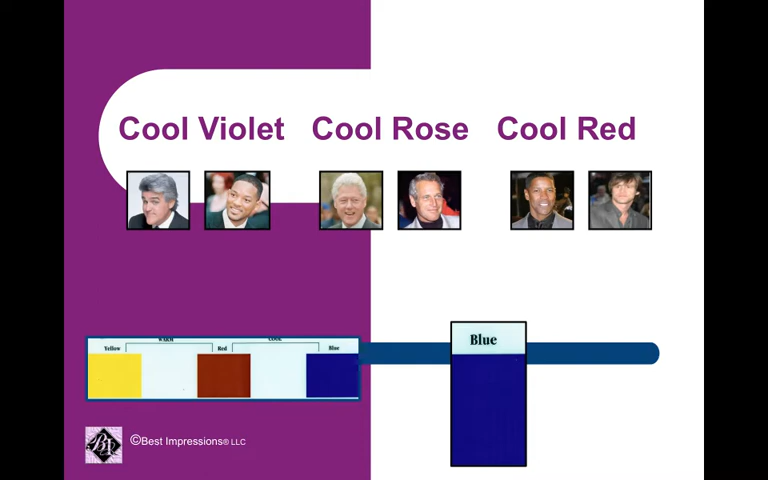 Cool Violet Cool Rose Cool Red
WARM COOL
Yellow Red Blue
Blue
©Best Impressions® LLC